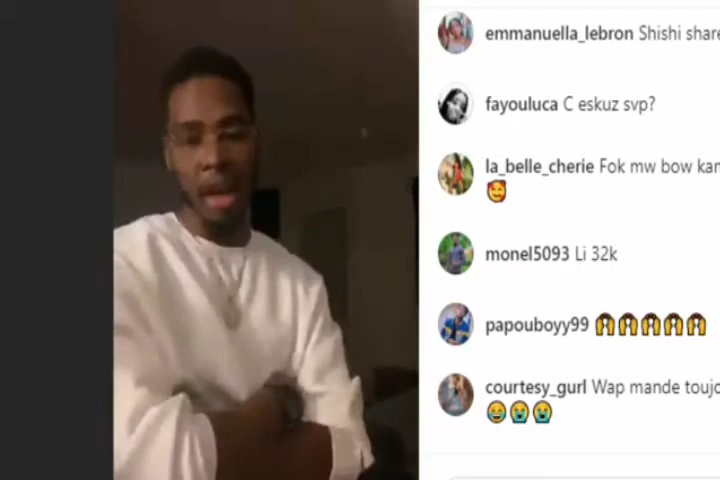 emmanuella_lebron Shishi share
fayouluca C eskuz svp?
la_belle_cherie Fok mw bow kan
🥰
monel5093 Li 32k
papouboyy99 🙌🙌🙌🙌🙌
courtesy_gurl Wap mande toujo
😂😭😭